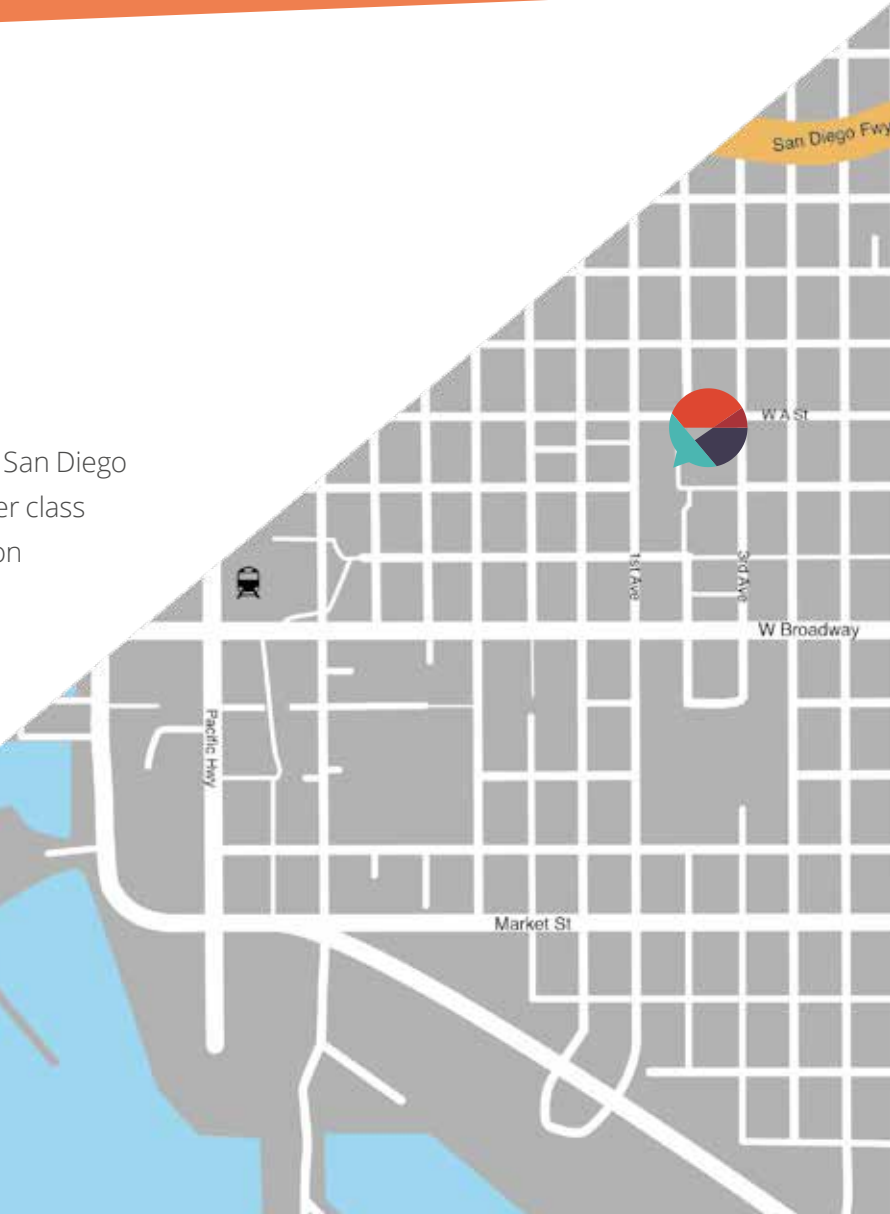 San Diego Fwy
W A St
San Diego
er class
on
1st Ave
3rd Ave
W Broadway
Pacific Hwy
Market St